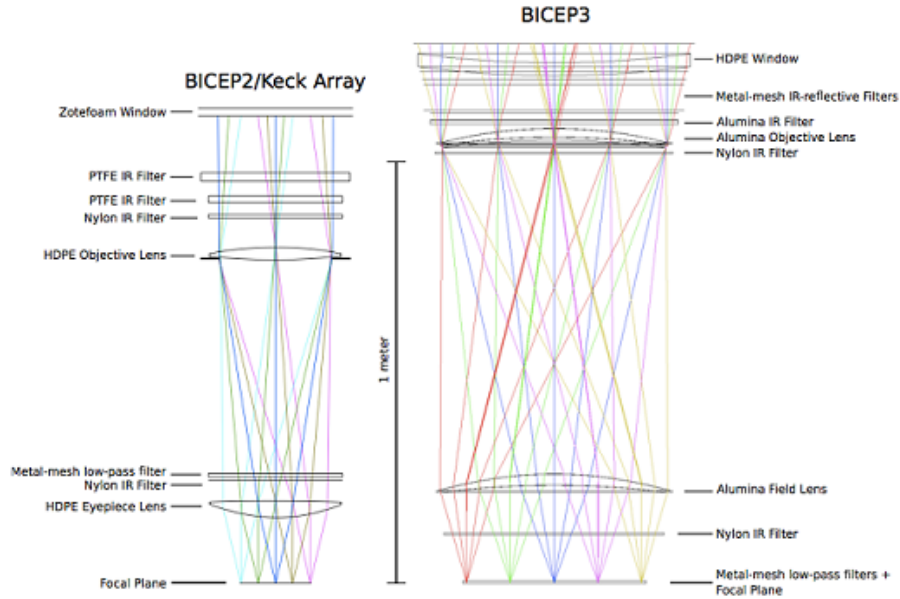 BICEP3
BICEP2/Keck Array
Zotefoam Window
PTFE IR Filter
PTFE IR Filter
Nylon IR Filter
HDPE Objective Lens
Metal-mesh low-pass filter
Nylon IR Filter
HDPE Eyepiece Lens
Focal Plane
1 meter
HDPE Window
Metal-mesh IR-reflective Filters
Alumina IR Filter
Alumina Objective Lens
Nylon IR Filter
Alumina Field Lens
Nylon IR Filter
Metal-mesh low-pass filters +
Focal Plane